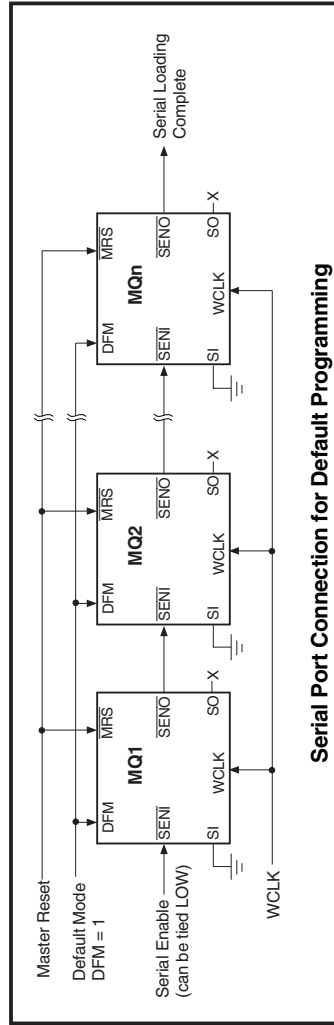 Master Reset
Default Mode
DFM = 1
DFM
MRS
DFM
MRS
DFM
MRS
MQ1
MQ2
MQn
Serial Enable
(can be tied LOW)
SENI
SENO
SENI
SENO
SENI
SENO
Serial Loading
Complete
SI
WCLK
SO
X
SI
WCLK
SO
X
SI
WCLK
SO
X
WCLK
Serial Port Connection for Default Programming